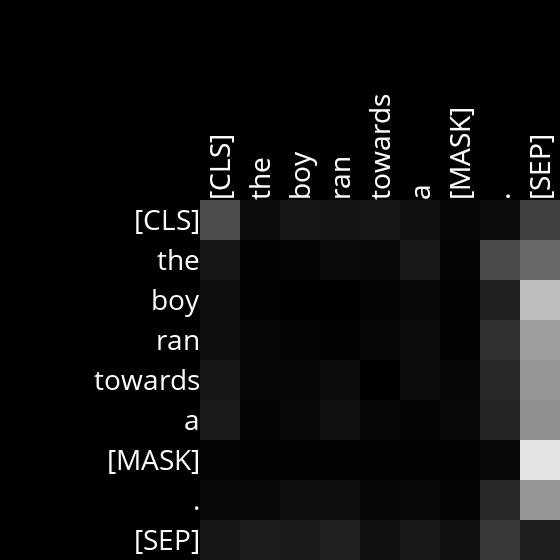 [CLS] the boy ran towards a [MASK] . [SEP]
[CLS]
the
boy
ran
towards
a
[MASK]
.
[SEP]